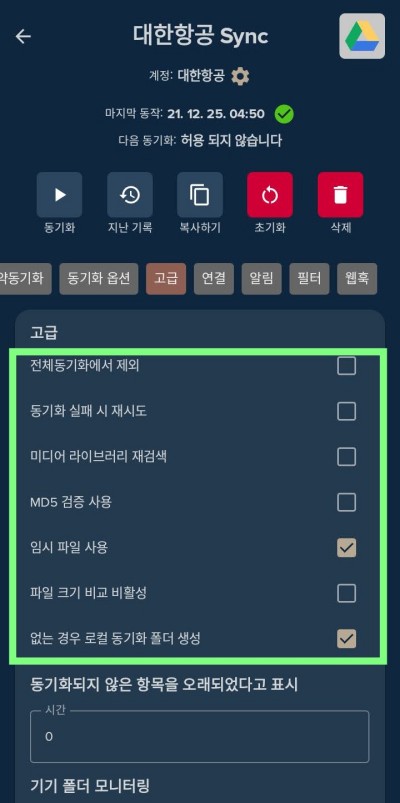 대한항공 Sync
계정: 대한항공
마지막 동작: 21. 12. 25. 04:50
다음 동기화: 허용 되지 않습니다
동기화 지난 기록 복사하기 초기화 삭제
약동기화 동기화 옵션 고급 연결 알림 필터 웹훅
고급
전체동기화에서 제외
동기화 실패 시 재시도
미디어 라이브러리 재검색
MD5 검증 사용
임시 파일 사용
파일 크기 비교 비활성
없는 경우 로컬 동기화 폴더 생성
동기화되지 않은 항목을 오래되었다고 표시
시간
0
기기 폴더 모니터링